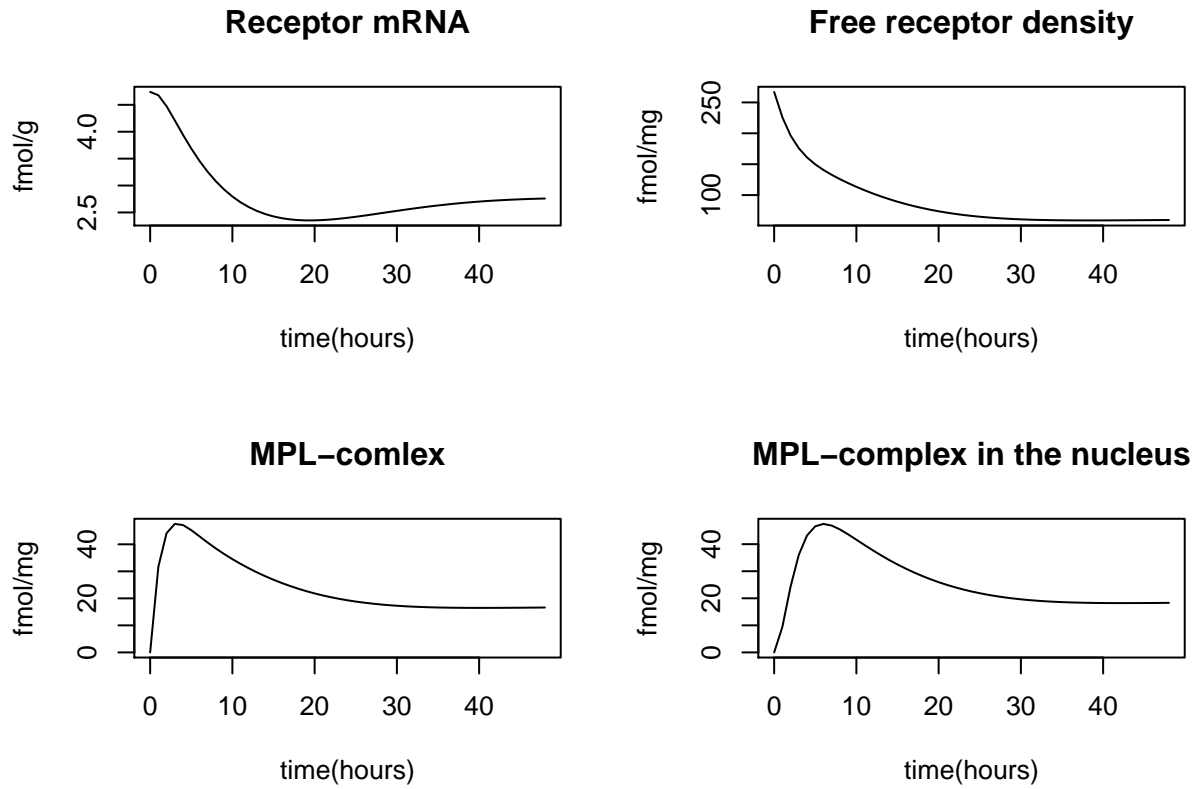 Receptor mRNA
fmol/g
2.5
4.0
0 10 20 30 40
time(hours)
Free receptor density
fmol/mg
100
250
0 10 20 30 40
time(hours)
MPL−comlex
fmol/mg
0
20
40
0 10 20 30 40
time(hours)
MPL−complex in the nucleus
fmol/mg
0
20
40
0 10 20 30 40
time(hours)